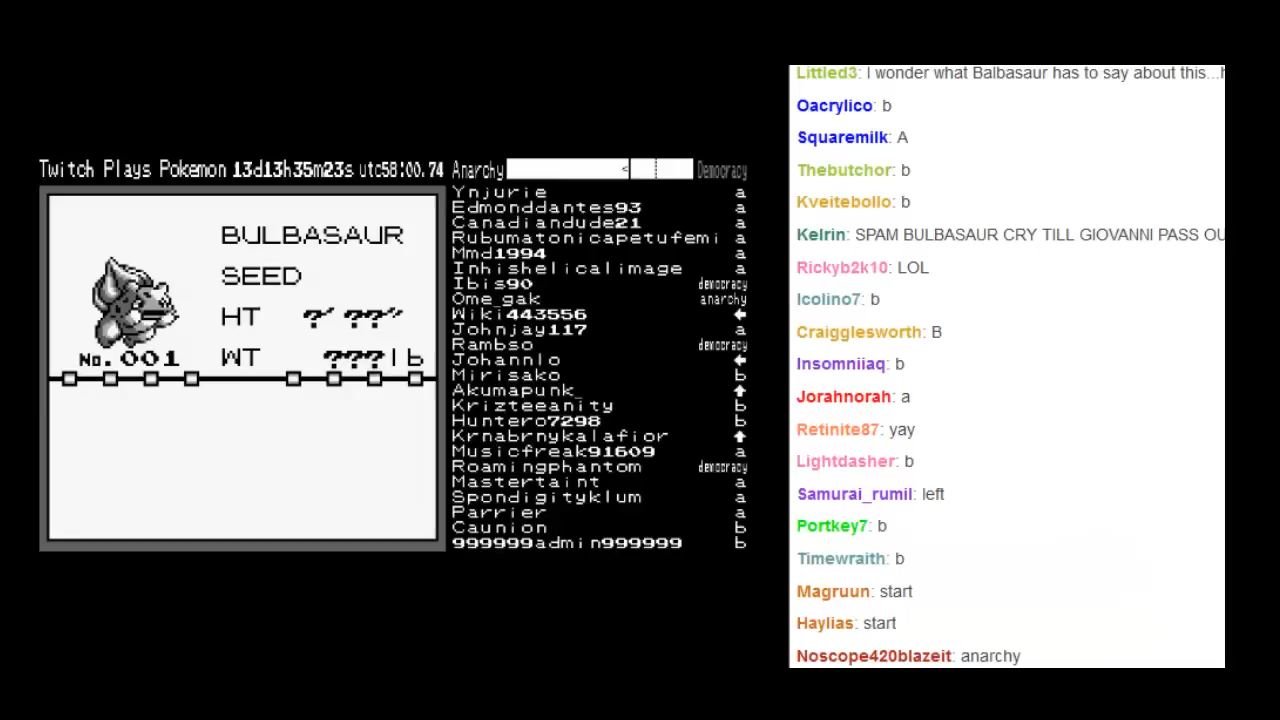 Twitch Plays Pokemon 13d13h35m23s utc58:00.74
BULBASAUR
SEED
HT ?′ ??″
No.001 WT ???lb
Anarchy < Democracy
Ynjurie a
Edmonddantes93 a
Canadiandude21 a
Rubumatonicapetufemi a
Mmd1994 a
Inhishelicalimage a
Ibis90 democracy
Ome_gak anarchy
Wiki443556 ←
Johnjay117 a
Rambso democracy
Johannlo ←
Mirisako b
Akumapunk_ ↑
Krizteeanity b
Huntero7298 b
Krnabrnykalafior ↑
Musicfreak91609 a
Roamingphantom democracy
Mastertaint a
Spondigityklum a
Parrier a
Caunion b
999999admin999999 b
Littled3: I wonder what Balbasaur has to say about this...
Oacrylico: b
Squaremilk: A
Thebutchor: b
Kveitebollo: b
Kelrin: SPAM BULBASAUR CRY TILL GIOVANNI PASS OU
Rickyb2k10: LOL
Icolino7: b
Craigglesworth: B
Insomniiaq: b
Jorahnorah: a
Retinite87: yay
Lightdasher: b
Samurai_rumil: left
Portkey7: b
Timewraith: b
Magruun: start
Haylias: start
Noscope420blazeit: anarchy